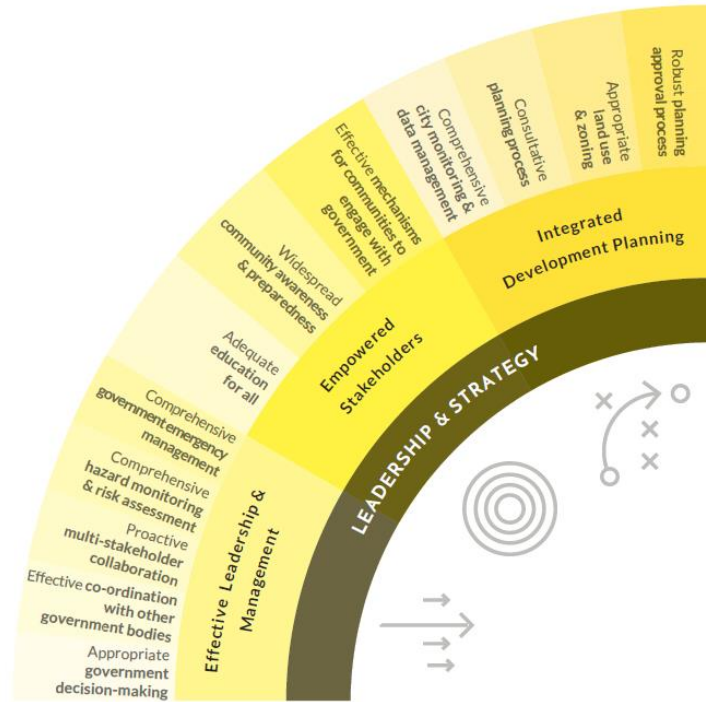 Robust planning
approval process
Appropriate
land use
& zoning
Consultative
planning process
Comprehensive
city monitoring &
data management
Effective mechanisms
for communities to
engage with
government
Widespread
community awareness
& preparedness
Adequate
education
for all
Comprehensive
government emergency
management
Comprehensive
hazard monitoring
& risk assessment
Proactive
multi-stakeholder
collaboration
Effective co-ordination
with other
government bodies
Appropriate
government
decision-making
Integrated
Development Planning
Empowered
Stakeholders
Effective Leadership &
Management
LEADERSHIP & STRATEGY